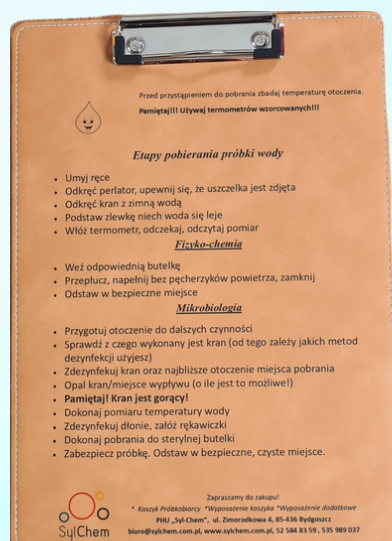 Przed przystąpieniem do pobrania zbadaj temperaturę otoczenia.
Pamiętaj!!! Używaj termometrów wzorcowanych!!!
Etapy pobierania próbki wody
• Umyj ręce
• Odkręć perlator, upewnij się, że uszczelka jest zdjęta
• Odkręć kran z zimną wodą
• Podstaw zlewkę niech woda się leje
• Włóż termometr, odczekaj, odczytaj pomiar
Fizyko-chemia
• Weź odpowiednią butelkę
• Przepłucz, napełnij bez pęcherzyków powietrza, zamknij
• Odstaw w bezpieczne miejsce
Mikrobiologia
• Przygotuj otoczenie do dalszych czynności
• Sprawdź z czego wykonany jest kran (od tego zależy jakich metod
dezynfekcji użyjesz)
• Zdezynfekuj kran oraz najbliższe otoczenie miejsca pobrania
• Opal kran/miejsce wypływu (o ile jest to możliwe!)
• Pamiętaj! Kran jest gorący!
• Dokonaj pomiaru temperatury wody
• Zdezynfekuj dłonie, załóż rękawiczki
• Dokonaj pobrania do sterylnej butelki
• Zabezpiecz próbkę. Odstaw w bezpieczne, czyste miejsce.
SylChem
Zapraszamy do zakupu!
* Koszyk Próbkobiorcy *Wyposażenie koszyka *Wyposażenie dodatkowe
PHU „Syl-Chem”, ul. Zimorodkowa 4, 85-436 Bydgoszcz
biuro@sylchem.com.pl, www.sylchem.com.pl, 52 584 83 59 , 535 989 037